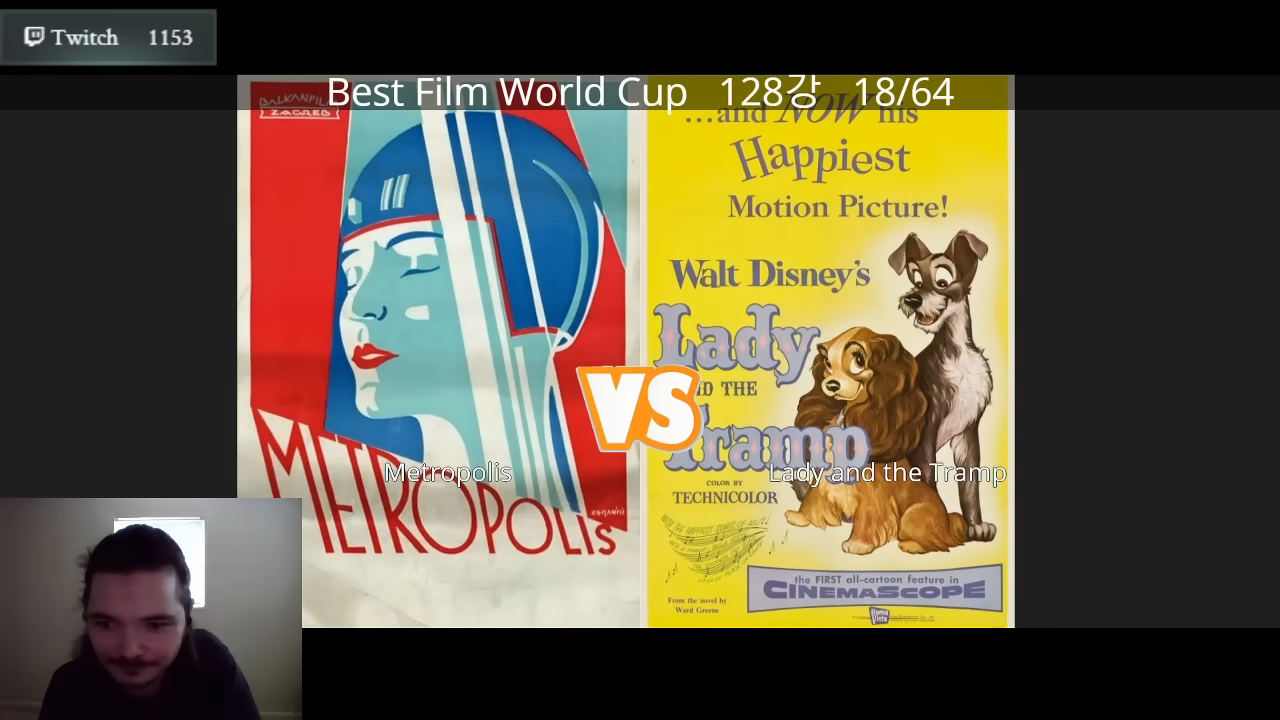 Twitch 1153
Best Film World Cup 128강 18/64
BALKANFILM
ZAGREB
METROPOLIS
Metropolis
...and NOW his
Happiest
Motion Picture!
Walt Disney's
Lady
AND THE
Tramp
VS
Lady and the Tramp
COLOR BY
TECHNICOLOR
the FIRST all-cartoon feature in
CINEMASCOPE
From the novel by
Ward Greene
Buena
Vista